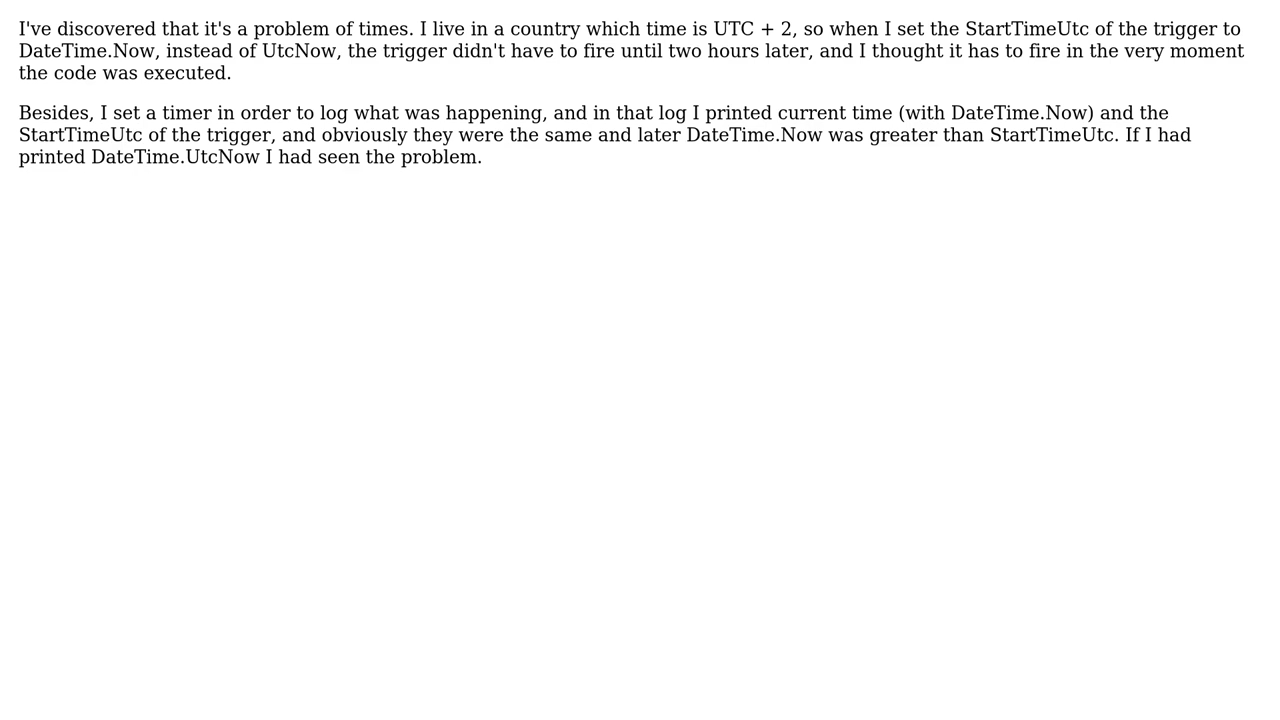 I've discovered that it's a problem of times. I live in a country which time is UTC + 2, so when I set the StartTimeUtc of the trigger to
DateTime.Now, instead of UtcNow, the trigger didn't have to fire until two hours later, and I thought it has to fire in the very moment
the code was executed.
Besides, I set a timer in order to log what was happening, and in that log I printed current time (with DateTime.Now) and the
StartTimeUtc of the trigger, and obviously they were the same and later DateTime.Now was greater than StartTimeUtc. If I had
printed DateTime.UtcNow I had seen the problem.